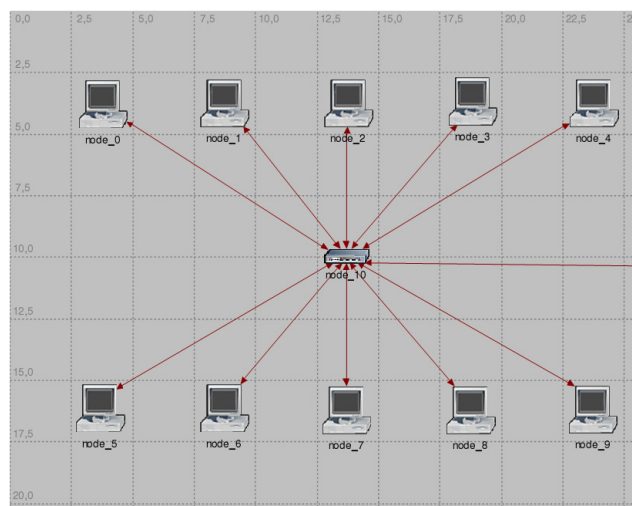 0,0 2,5 5,0 7,5 10,0 12,5 15,0 17,5 20,0 22,5 25
2,5
5,0
node_0 node_1 node_2 node_3 node_4
7,5
10,0
node_10
12,5
15,0
17,5
node_5 node_6 node_7 node_8 node_9
20,0